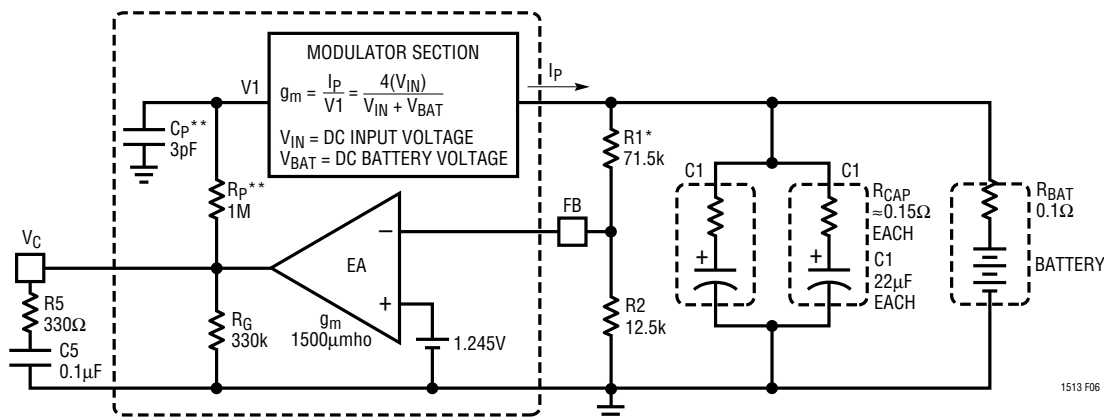 MODULATOR SECTION
g_m = I_P / V1 = 4(V_IN) / (V_IN + V_BAT)
V_IN = DC INPUT VOLTAGE
V_BAT = DC BATTERY VOLTAGE
V1
I_P
C_P**
3pF
R_P**
1M
R1*
71.5k
C1
C1
R_CAP
≈0.15Ω
EACH
+
+
C1
22µF
EACH
R_BAT
0.1Ω
BATTERY
FB
V_C
−
EA
+
g_m
1500µmho
1.245V
R5
330Ω
C5
0.1µF
R_G
330k
R2
12.5k
1513 F06